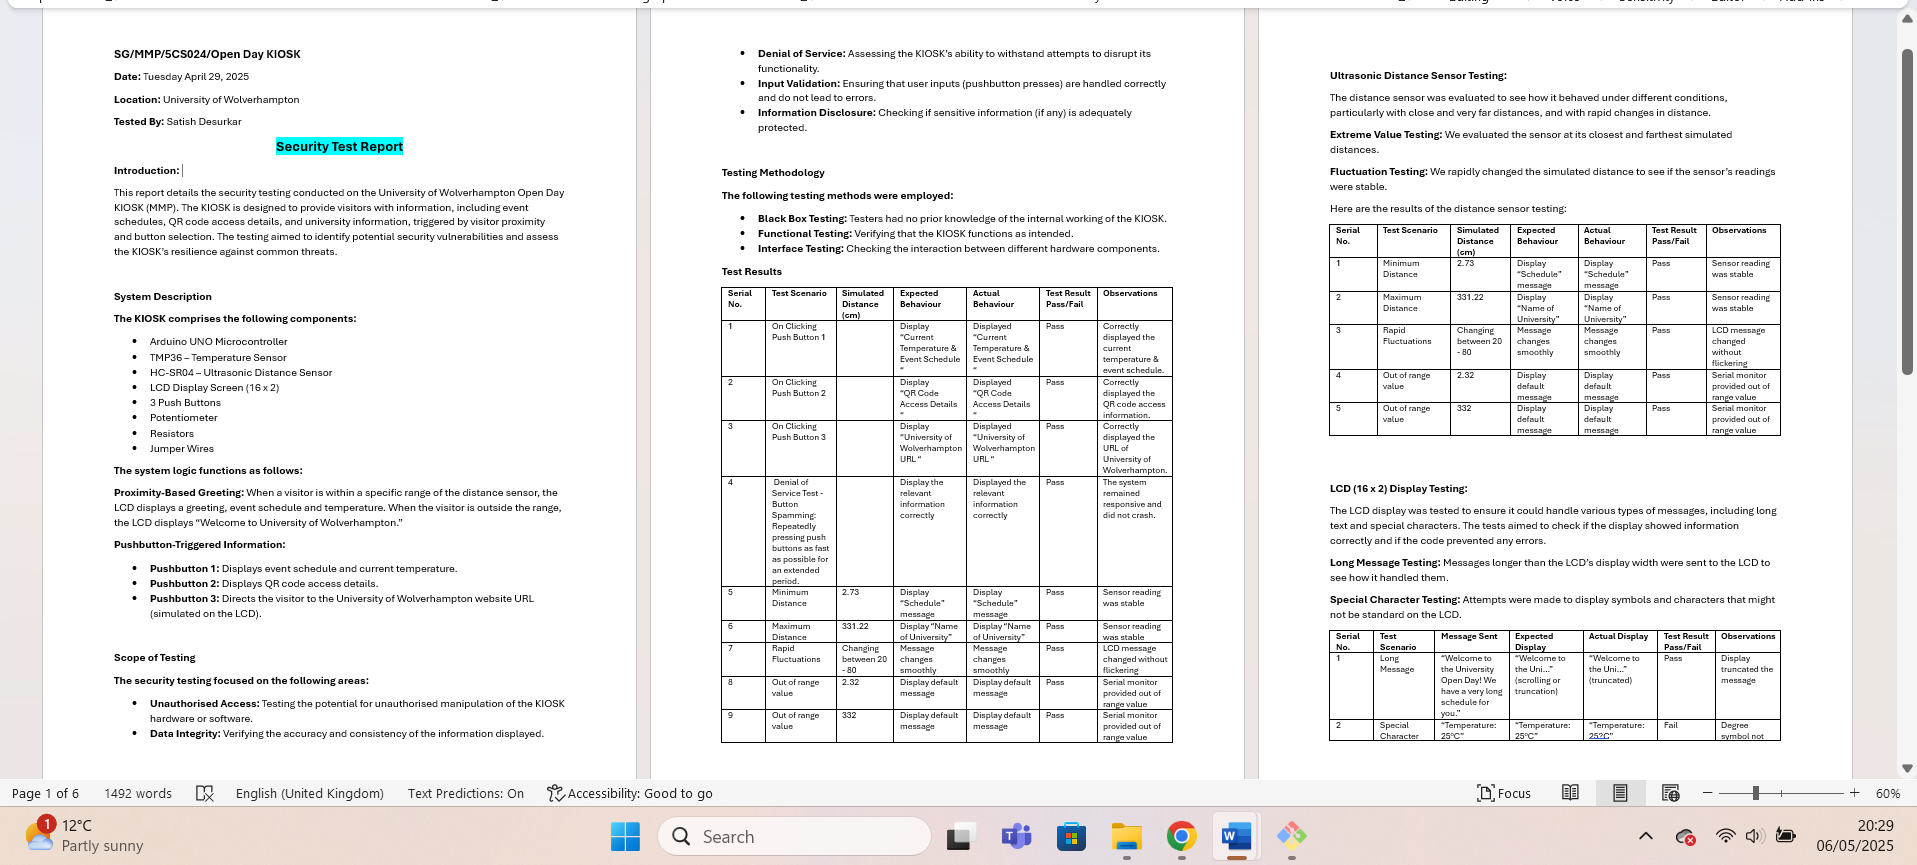 SG/MMP/5CS024/Open Day KIOSK
Date: Tuesday April 29, 2025
Location: University of Wolverhampton
Tested By: Satish Desurkar
Security Test Report
Introduction:
This report details the security testing conducted on the University of Wolverhampton Open Day
KIOSK (MMP). The KIOSK is designed to provide visitors with information, including event
schedules, QR code access details, and university information, triggered by visitor proximity
and button selection. The testing aimed to identify potential security vulnerabilities and assess
the KIOSK's resilience against common threats.
System Description
The KIOSK comprises the following components:
• Arduino UNO Microcontroller
• TMP36 – Temperature Sensor
• HC-SR04 – Ultrasonic Distance Sensor
• LCD Display Screen (16 x 2)
• 3 Push Buttons
• Potentiometer
• Resistors
• Jumper Wires
The system logic functions as follows:
Proximity-Based Greeting: When a visitor is within a specific range of the distance sensor, the
LCD displays a greeting, event schedule and temperature. When the visitor is outside the range,
the LCD displays “Welcome to University of Wolverhampton.”
Pushbutton-Triggered Information:
• Pushbutton 1: Displays event schedule and current temperature.
• Pushbutton 2: Displays QR code access details.
• Pushbutton 3: Directs the visitor to the University of Wolverhampton website URL
(simulated on the LCD).
Scope of Testing
The security testing focused on the following areas:
• Unauthorised Access: Testing the potential for unauthorised manipulation of the KIOSK
hardware or software.
• Data Integrity: Verifying the accuracy and consistency of the information displayed.
• Denial of Service: Assessing the KIOSK's ability to withstand attempts to disrupt its
functionality.
• Input Validation: Ensuring that user inputs (pushbutton presses) are handled correctly
and do not lead to errors.
• Information Disclosure: Checking if sensitive information (if any) is adequately
protected.
Testing Methodology
The following testing methods were employed:
• Black Box Testing: Testers had no prior knowledge of the internal working of the KIOSK.
• Functional Testing: Verifying that the KIOSK functions as intended.
• Interface Testing: Checking the interaction between different hardware components.
Test Results
Serial No. Test Scenario Simulated Distance (cm) Expected Behaviour Actual Behaviour Test Result Pass/Fail Observations
1 On Clicking Push Button 1 Display “Current Temperature & Event Schedule “ Displayed “Current Temperature & Event Schedule “ Pass Correctly displayed the current temperature & event schedule.
2 On Clicking Push Button 2 Display “QR Code Access Details “ Displayed “QR Code Access Details “ Pass Correctly displayed the QR code access information.
3 On Clicking Push Button 3 Display “University of Wolverhampton URL “ Displayed “University of Wolverhampton URL “ Pass Correctly displayed the URL of University of Wolverhampton.
4 Denial of Service Test - Button Spamming: Repeatedly pressing push buttons as fast as possible for an extended period. Display the relevant information correctly Displayed the relevant information correctly Pass The system remained responsive and did not crash.
5 Minimum Distance 2.73 Display “Schedule” message Display “Schedule” message Pass Sensor reading was stable
6 Maximum Distance 331.22 Display “Name of University” Display “Name of University” Pass Sensor reading was stable
7 Rapid Fluctuations Changing between 20 - 80 Message changes smoothly Message changes smoothly Pass LCD message changed without flickering
8 Out of range value 2.32 Display default message Display default message Pass Serial monitor provided out of range value
9 Out of range value 332 Display default message Display default message Pass Serial monitor provided out of range value
Ultrasonic Distance Sensor Testing:
The distance sensor was evaluated to see how it behaved under different conditions,
particularly with close and very far distances, and with rapid changes in distance.
Extreme Value Testing: We evaluated the sensor at its closest and farthest simulated
distances.
Fluctuation Testing: We rapidly changed the simulated distance to see if the sensor's readings
were stable.
Here are the results of the distance sensor testing:
Serial No. Test Scenario Simulated Distance (cm) Expected Behaviour Actual Behaviour Test Result Pass/Fail Observations
1 Minimum Distance 2.73 Display “Schedule” message Display “Schedule” message Pass Sensor reading was stable
2 Maximum Distance 331.22 Display “Name of University” Display “Name of University” Pass Sensor reading was stable
3 Rapid Fluctuations Changing between 20 - 80 Message changes smoothly Message changes smoothly Pass LCD message changed without flickering
4 Out of range value 2.32 Display default message Display default message Pass Serial monitor provided out of range value
5 Out of range value 332 Display default message Display default message Pass Serial monitor provided out of range value
LCD (16 x 2) Display Testing:
The LCD display was tested to ensure it could handle various types of messages, including long
text and special characters. The tests aimed to check if the display showed information
correctly and if the code prevented any errors.
Long Message Testing: Messages longer than the LCD's display width were sent to the LCD to
see how it handled them.
Special Character Testing: Attempts were made to display symbols and characters that might
not be standard on the LCD.
Serial No. Test Scenario Message Sent Expected Display Actual Display Test Result Pass/Fail Observations
1 Long Message “Welcome to the University Open Day! We have a very long schedule for you.” “Welcome to the Uni...” (scrolling or truncation) “Welcome to the Uni...” (truncated) Pass Display truncated the message
2 Special Character “Temperature: 25°C” “Temperature: 25°C” “Temperature: 25?C” Fail Degree symbol not
Page 1 of 6 1492 words English (United Kingdom) Text Predictions: On Accessibility: Good to go Focus 60%
1 12°C
Partly sunny
Search
20:29
06/05/2025